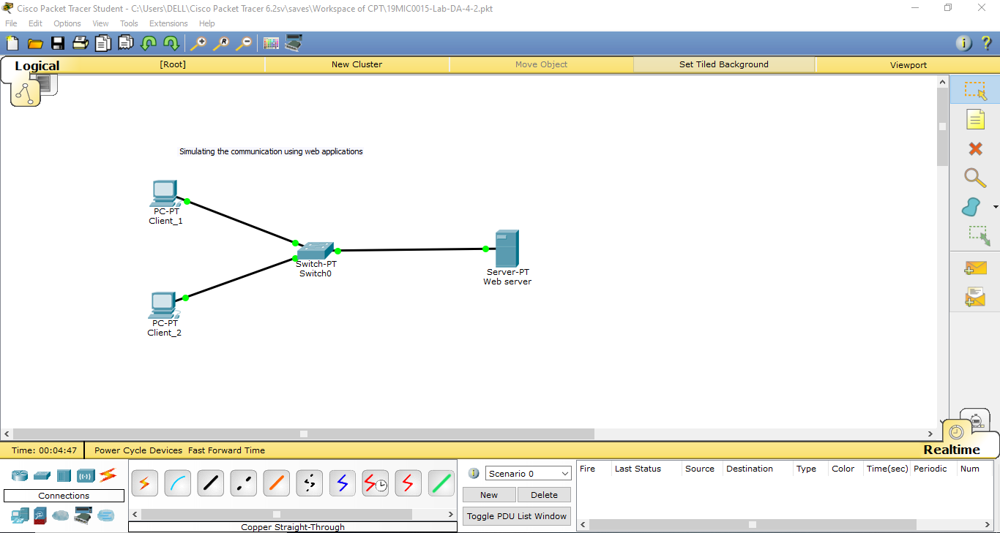 Cisco Packet Tracer Student - C:\Users\DELL\Cisco Packet Tracer 6.2sv\saves\Workspace of CPT\19MIC0015-Lab-DA-4-2.pkt
File Edit Options View Tools Extensions Help
Logical [Root] New Cluster Move Object Set Tiled Background Viewport
Simulating the communication using web applications
PC-PT
Client_1
Switch-PT
Switch0
Server-PT
Web server
PC-PT
Client_2
Realtime
Time: 00:04:47 Power Cycle Devices Fast Forward Time
Connections
Copper Straight-Through
Scenario 0
New Delete
Toggle PDU List Window
Fire Last Status Source Destination Type Color Time(sec) Periodic Num